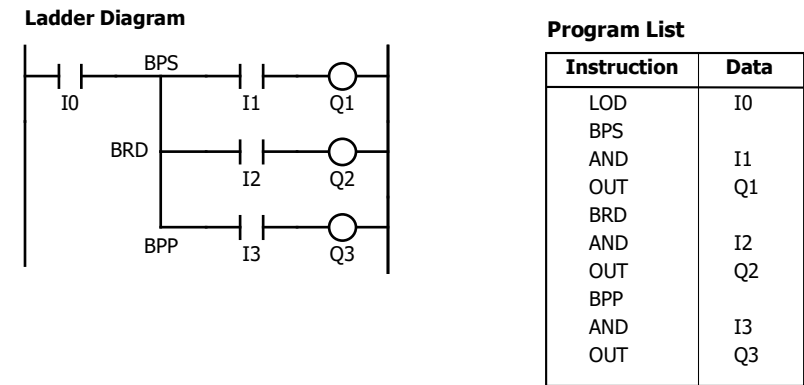 Ladder Diagram
BPS
I0 I1 Q1
BRD
I2 Q2
BPP
I3 Q3
Program List
Instruction Data
LOD I0
BPS
AND I1
OUT Q1
BRD
AND I2
OUT Q2
BPP
AND I3
OUT Q3